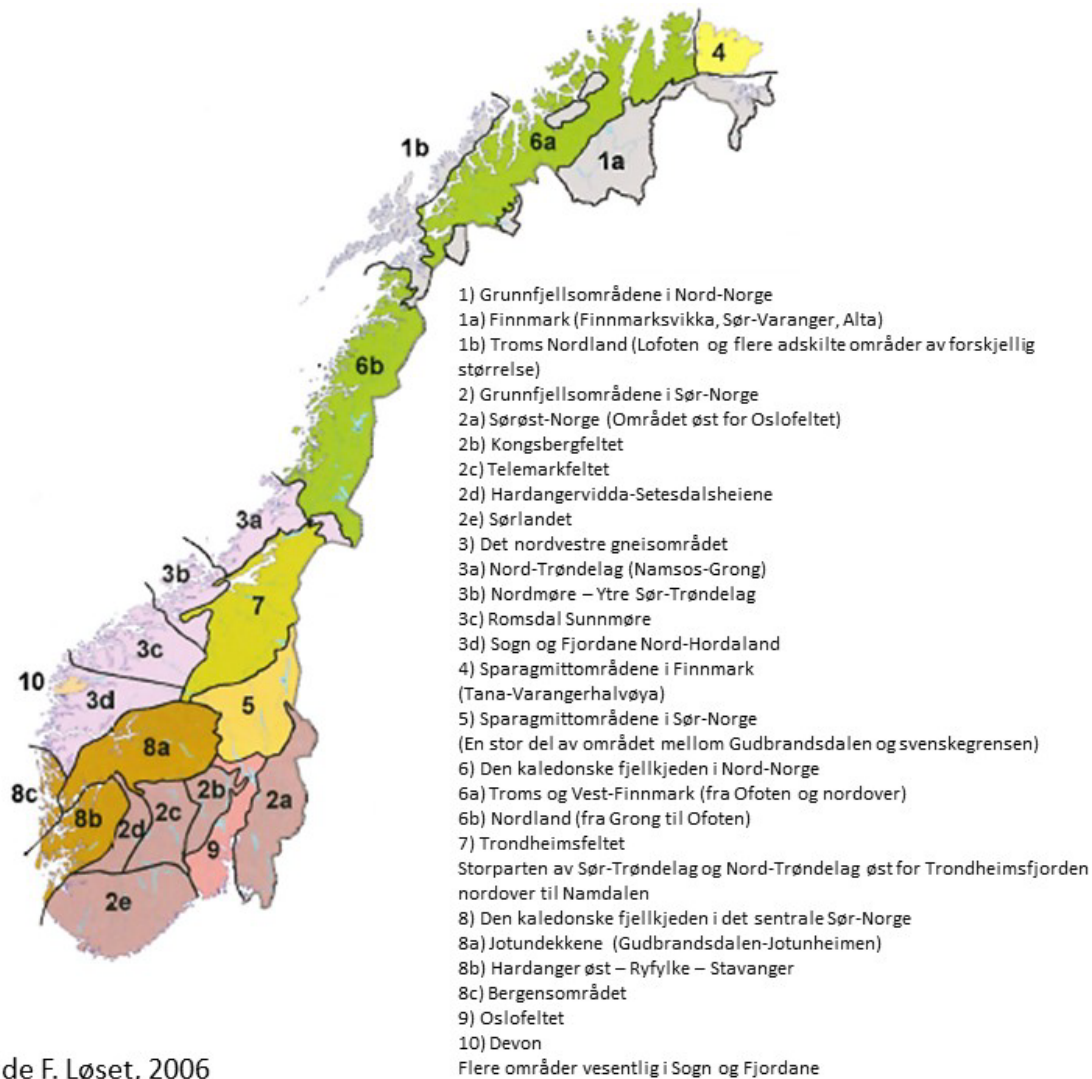 4
6a
1b
1a
6b
3a
3b
7
3c
10
3d
5
8a
8c
2b
2a
2c
8b
2d
9
2e
1) Grunnfjellsområdene i Nord-Norge
1a) Finnmark (Finnmarksvikka, Sør-Varanger, Alta)
1b) Troms Nordland (Lofoten og flere adskilte områder av forskjellig
størrelse)
2) Grunnfjellsområdene i Sør-Norge
2a) Sørøst-Norge (Området øst for Oslofeltet)
2b) Kongsbergfeltet
2c) Telemarkfeltet
2d) Hardangervidda-Setesdalsheiene
2e) Sørlandet
3) Det nordvestre gneisområdet
3a) Nord-Trøndelag (Namsos-Grong)
3b) Nordmøre – Ytre Sør-Trøndelag
3c) Romsdal Sunnmøre
3d) Sogn og Fjordane Nord-Hordaland
4) Sparagmittområdene i Finnmark
(Tana-Varangerhalvøya)
5) Sparagmittområdene i Sør-Norge
(En stor del av området mellom Gudbrandsdalen og svenskegrensen)
6) Den kaledonske fjellkjeden i Nord-Norge
6a) Troms og Vest-Finnmark (fra Ofoten og nordover)
6b) Nordland (fra Grong til Ofoten)
7) Trondheimsfeltet
Storparten av Sør-Trøndelag og Nord-Trøndelag øst for Trondheimsfjorden
nordover til Namdalen
8) Den kaledonske fjellkjeden i det sentrale Sør-Norge
8a) Jotundekkene (Gudbrandsdalen-Jotunheimen)
8b) Hardanger øst – Ryfylke – Stavanger
8c) Bergensområdet
9) Oslofeltet
10) Devon
Flere områder vesentlig i Sogn og Fjordane
de F. Løset, 2006